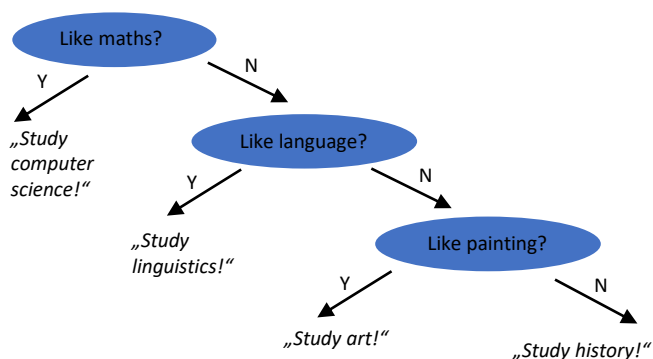 Like maths?
Y
N
„Study
computer
science!“
Like language?
Y
N
„Study
linguistics!“
Like painting?
Y
N
„Study art!“
„Study history!“